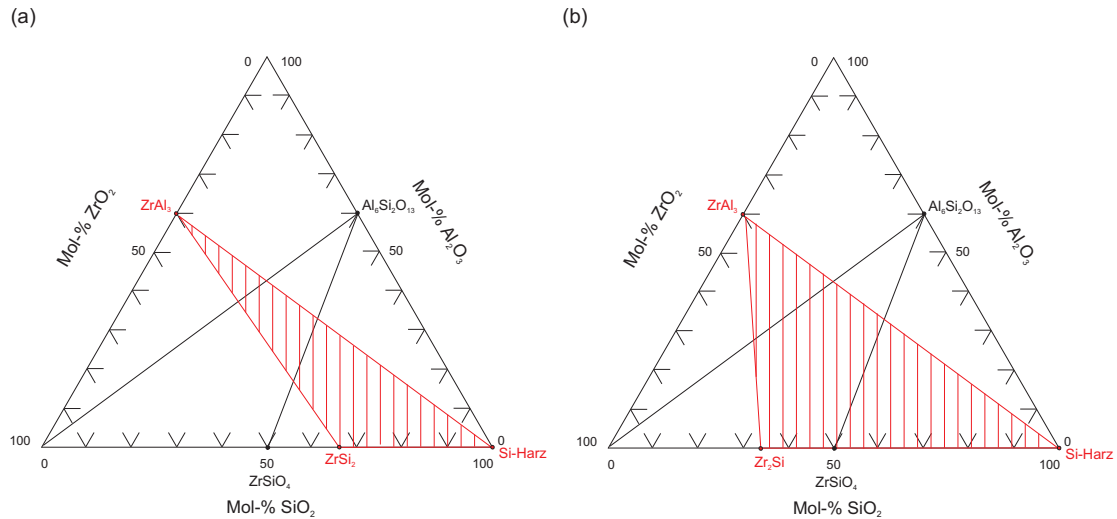 (a)
0 100
ZrAl₃
Al₆Si₂O₁₃
Mol-% ZrO₂
Mol-% Al₂O₃
50
50
100
0
Si-Harz
0
50
ZrSi₂
100
ZrSiO₄
Mol-% SiO₂
(b)
0 100
ZrAl₃
Al₆Si₂O₁₃
Mol-% ZrO₂
Mol-% Al₂O₃
50
50
100
0
Si-Harz
0
Zr₂Si
50
100
ZrSiO₄
Mol-% SiO₂